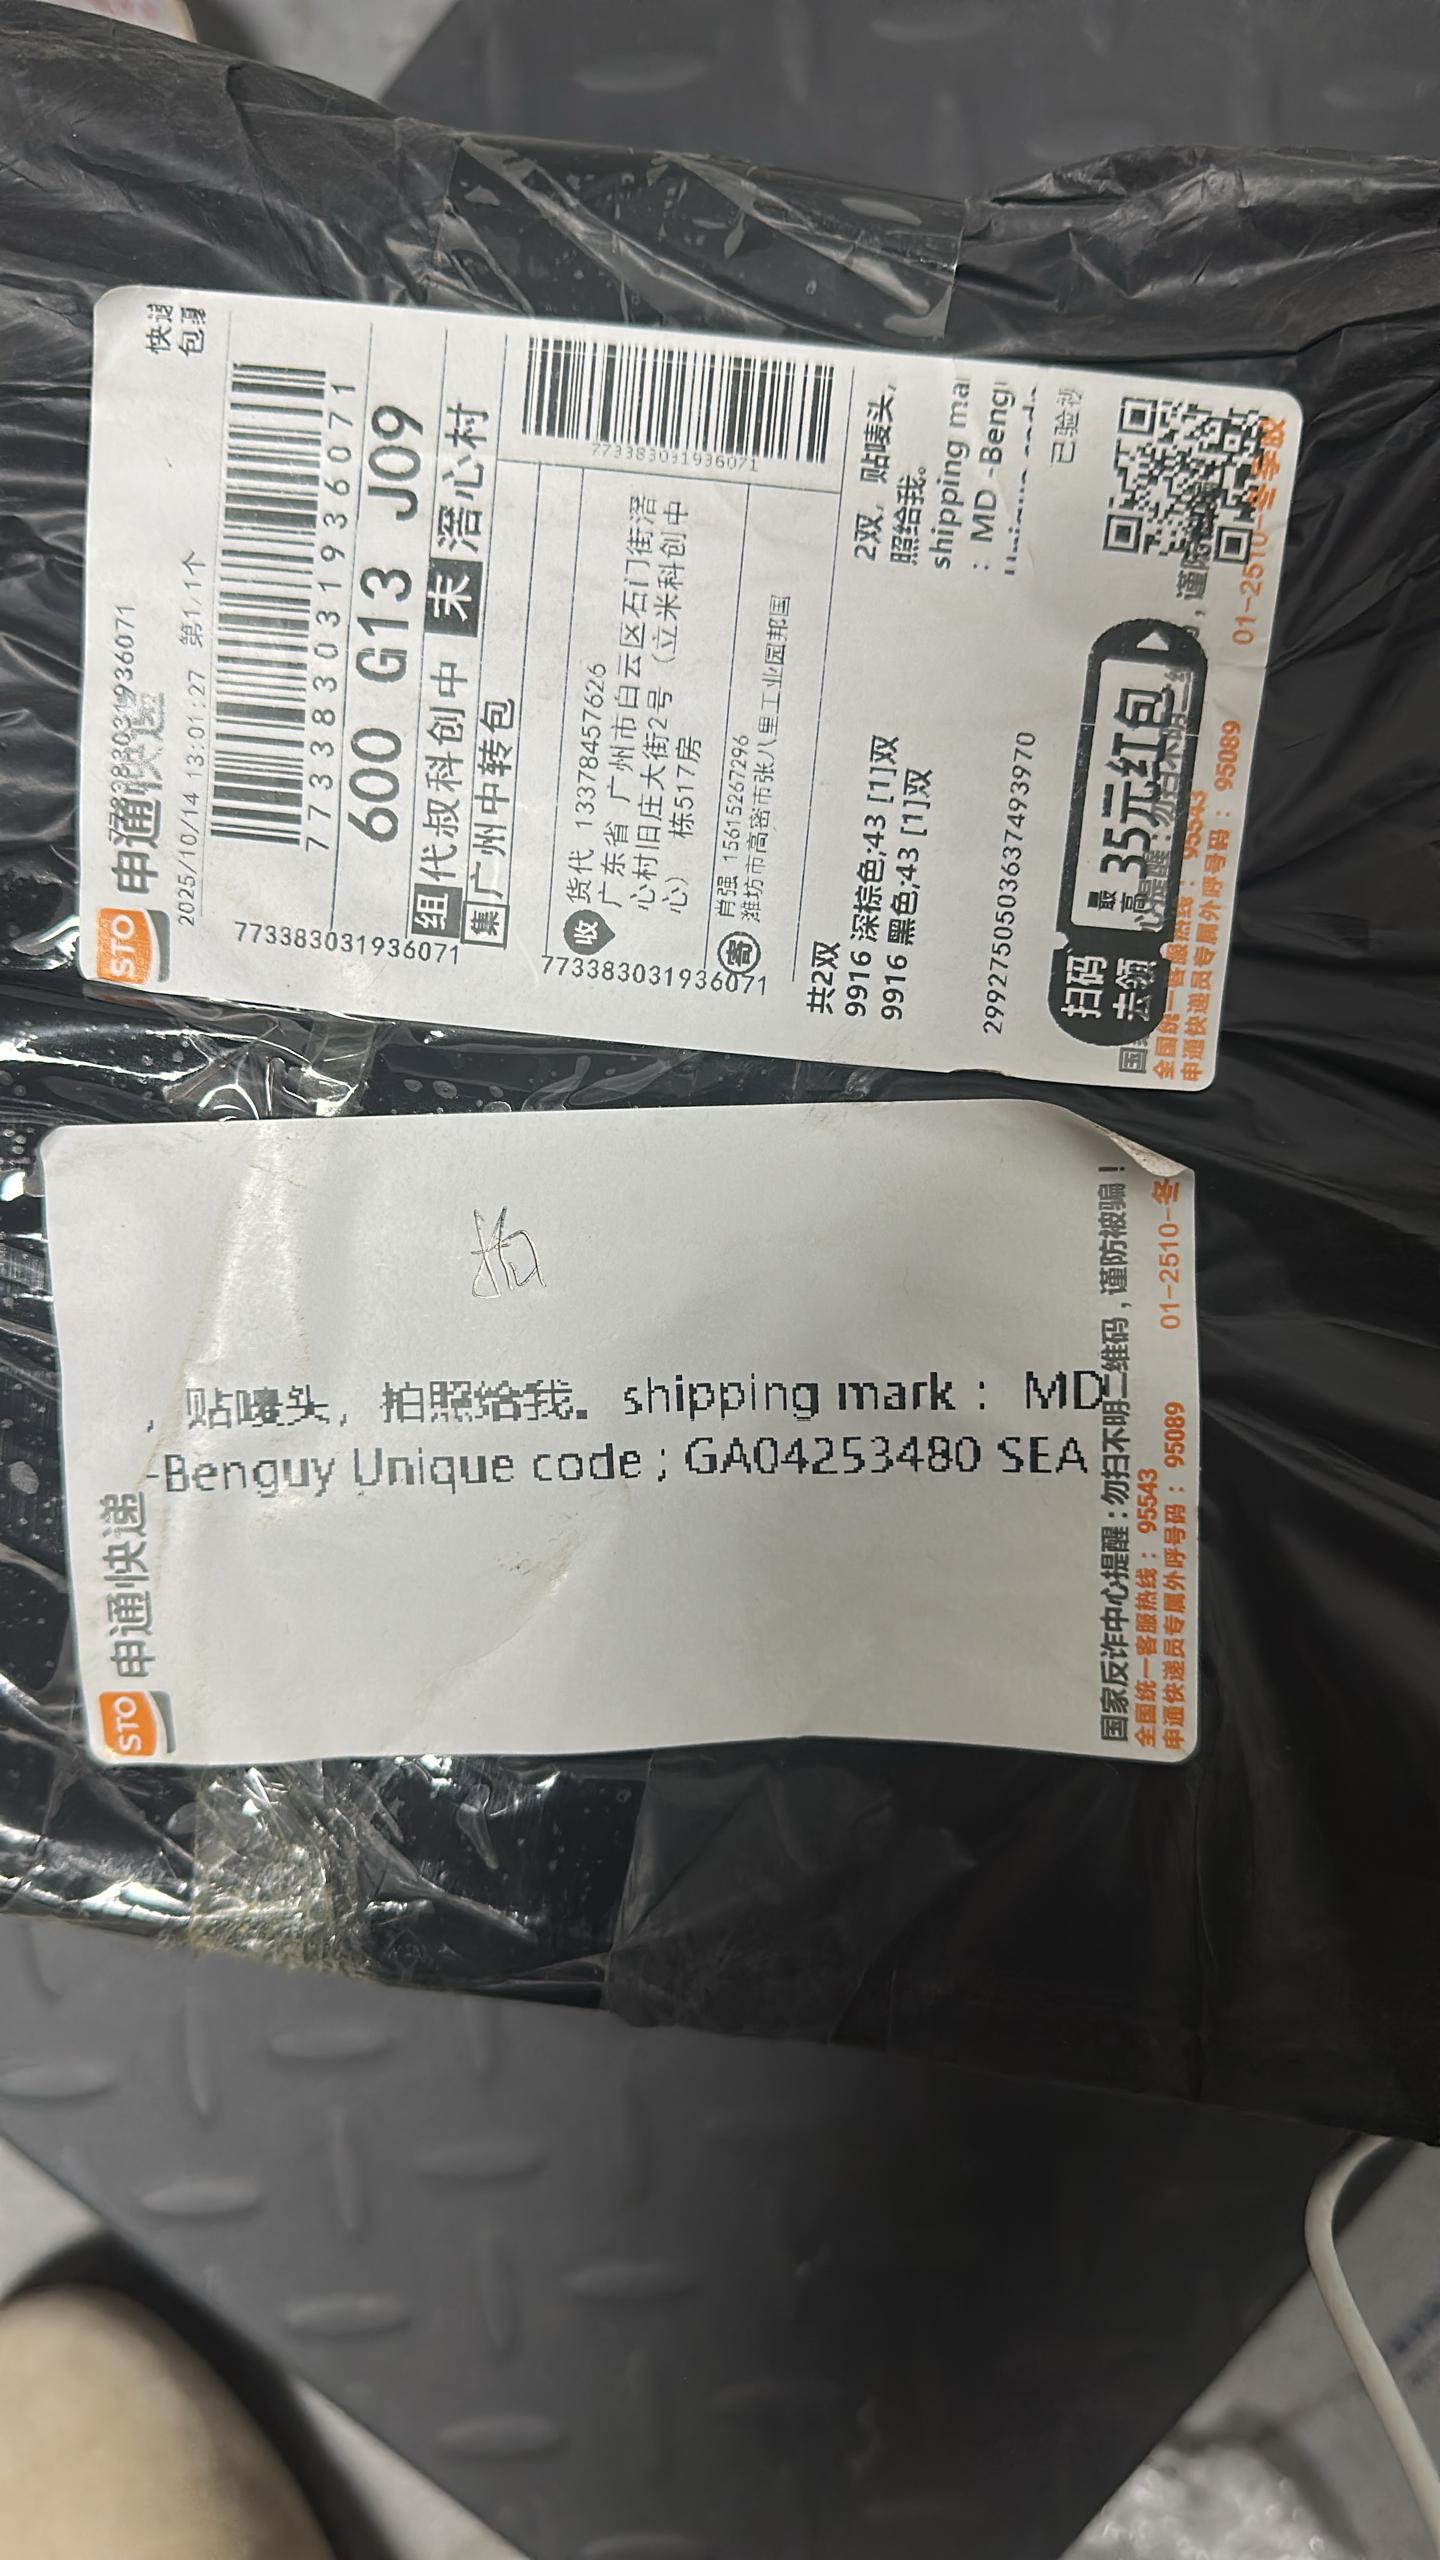 STO 申通快递
快递
包裹
773383031936071
2025/10/14 13:01:27 第1/1个
773383031936071
600 G13 J09
组 代叔科创中 末 滘心村
集 广州中转包
773383031936071
收 货代 13378457626
广东省 广州市白云区石门街滘
心村旧庄大街2号（立米科创中
心） 栋517房
寄 肖强 15615267296
潍坊市高密市张八里工业园邦国
773383031936071
773383031936071
共2双
9916 深棕色;43 [1]双
9916 黑色;43 [1]双
2双，贴唛头，
照给我。
shipping mar
: MD -Bengu
Unique code
已验视
2992750503637493970
扫码
去领
最高35元红包
全国统一客服热线：95543
申通快递员专属外呼号码：95089
01-2510-冬季版
STO 申通快递
，贴唛头，拍照给我。shipping mark： MD
-Benguy Unique code ; GA04253480 SEA
国家反诈中心提醒：勿扫不明二维码，谨防被骗！
全国统一客服热线：95543
申通快递员专属外呼号码：95089
01-2510-冬